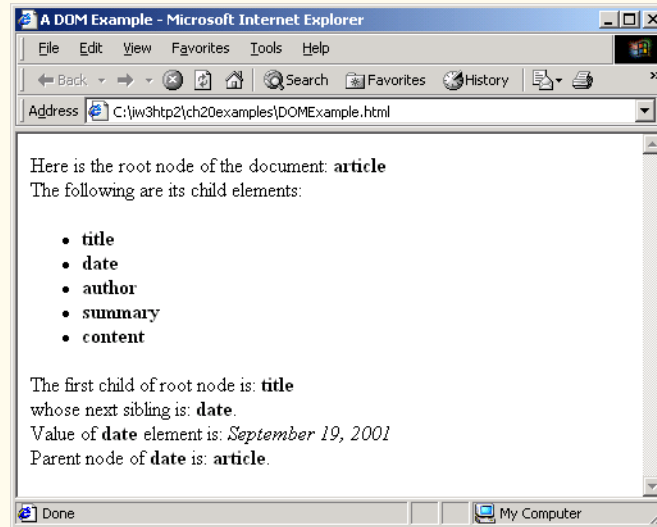 A DOM Example - Microsoft Internet Explorer
File Edit View Favorites Tools Help
Back Search Favorites History »
Address C:\iw3htp2\ch20examples\DOMExample.html
Here is the root node of the document: article
The following are its child elements:
• title
• date
• author
• summary
• content
The first child of root node is: title
whose next sibling is: date.
Value of date element is: September 19, 2001
Parent node of date is: article.
Done My Computer